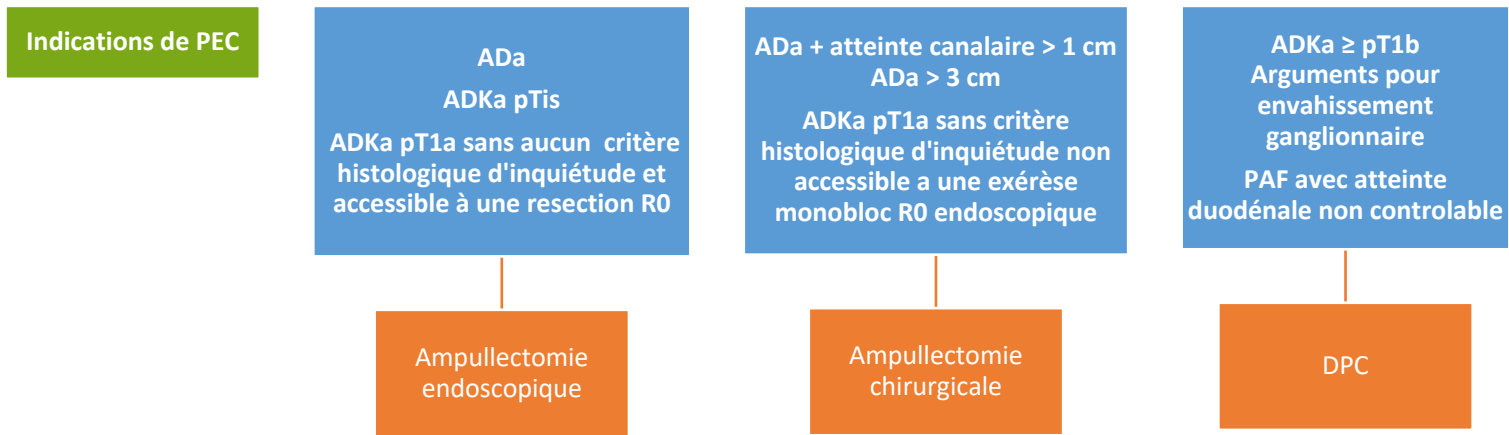 Indications de PEC
ADa
ADKa pTis
ADKa pT1a sans aucun critère
histologique d'inquiétude et
accessible à une resection R0
Ampullectomie
endoscopique
ADa + atteinte canalaire > 1 cm
ADa > 3 cm
ADKa pT1a sans critère
histologique d'inquiétude non
accessible a une exérèse
monobloc R0 endoscopique
Ampullectomie
chirurgicale
ADKa ≥ pT1b
Arguments pour
envahissement
ganglionnaire
PAF avec atteinte
duodénale non controlable
DPC